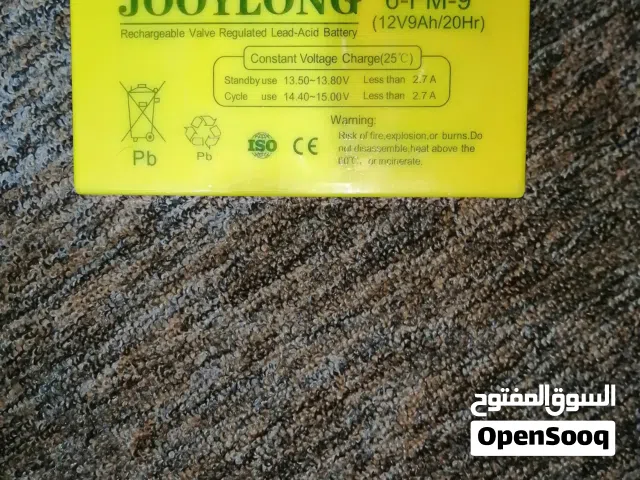 JOOYLONG
6-FM-9
(12V9Ah/20Hr)
Rechargeable Valve Regulated Lead-Acid Battery
Constant Voltage Charge(25℃)
Standby use 13.50~13.80V Less than 2.7 A
Cycle use 14.40~15.00V Less than 2.7 A
Warning:
Risk of fire,explosion,or burns.Do
not disassemble,heat above the
or incinerate.
Pb
Pb
ISO
CE
السوق المفتوح
OpenSooq